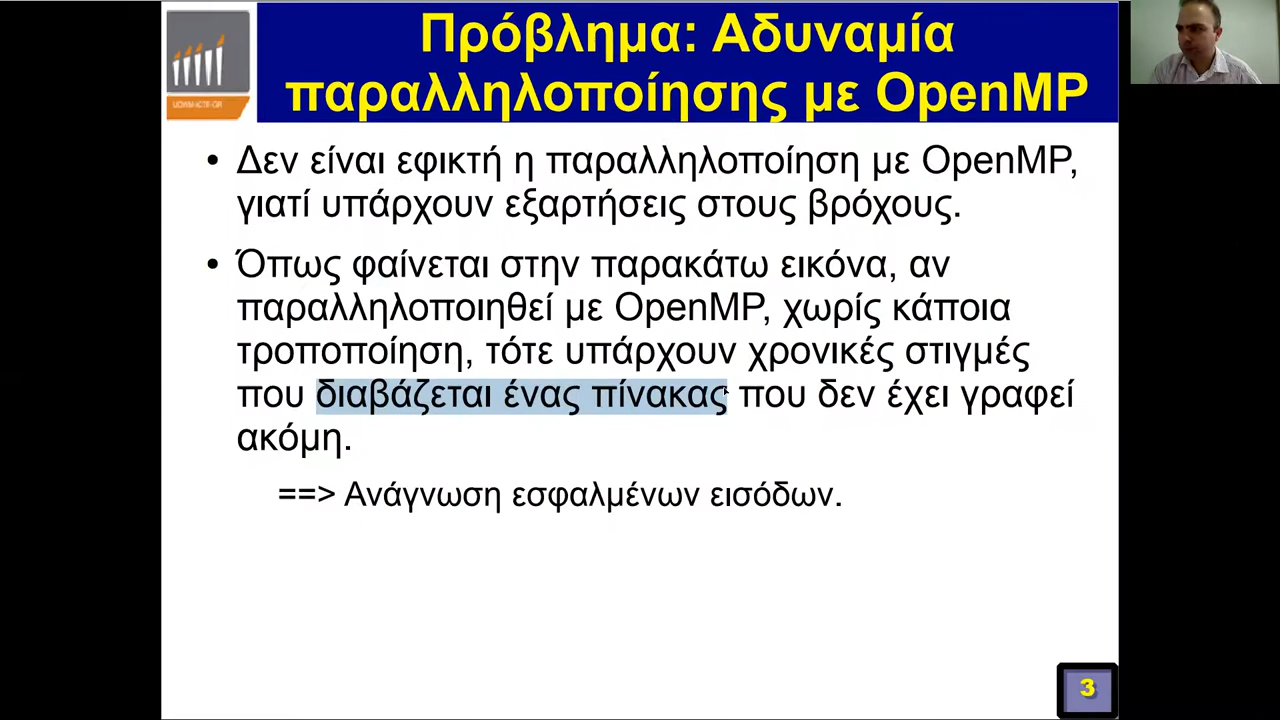 Πρόβλημα: Αδυναμία
παραλληλοποίησης με OpenMP
• Δεν είναι εφικτή η παραλληλοποίηση με OpenMP,
γιατί υπάρχουν εξαρτήσεις στους βρόχους.
• Όπως φαίνεται στην παρακάτω εικόνα, αν
παραλληλοποιηθεί με OpenMP, χωρίς κάποια
τροποποίηση, τότε υπάρχουν χρονικές στιγμές
που διαβάζεται ένας πίνακας που δεν έχει γραφεί
ακόμη.
==> Ανάγνωση εσφαλμένων εισόδων.
3